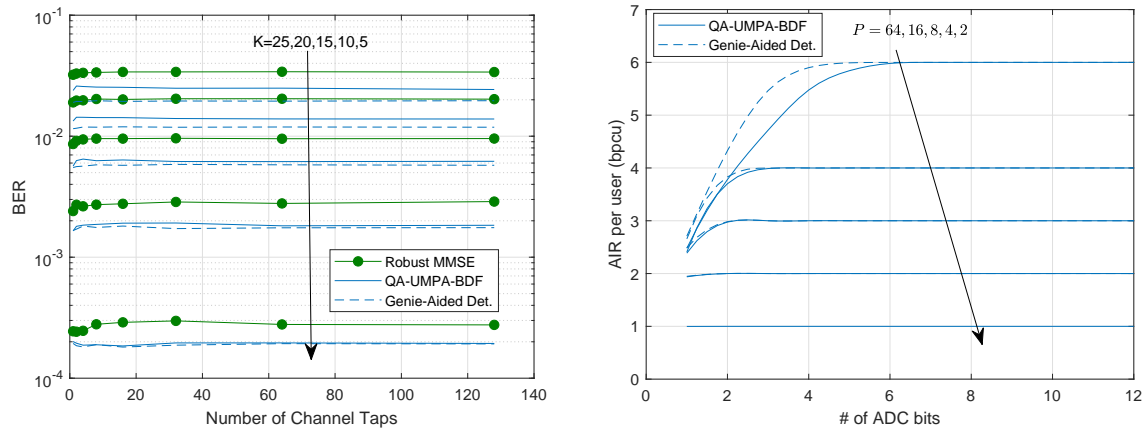 10^{-1}
10^{-2}
10^{-3}
10^{-4}
BER
K=25,20,15,10,5
Robust MMSE
QA-UMPA-BDF
Genie-Aided Det.
0 20 40 60 80 100 120 140
Number of Channel Taps
7
6
5
4
3
2
1
0
AIR per user (bpcu)
QA-UMPA-BDF
Genie-Aided Det.
P = 64, 16, 8, 4, 2
0 2 4 6 8 10 12
# of ADC bits